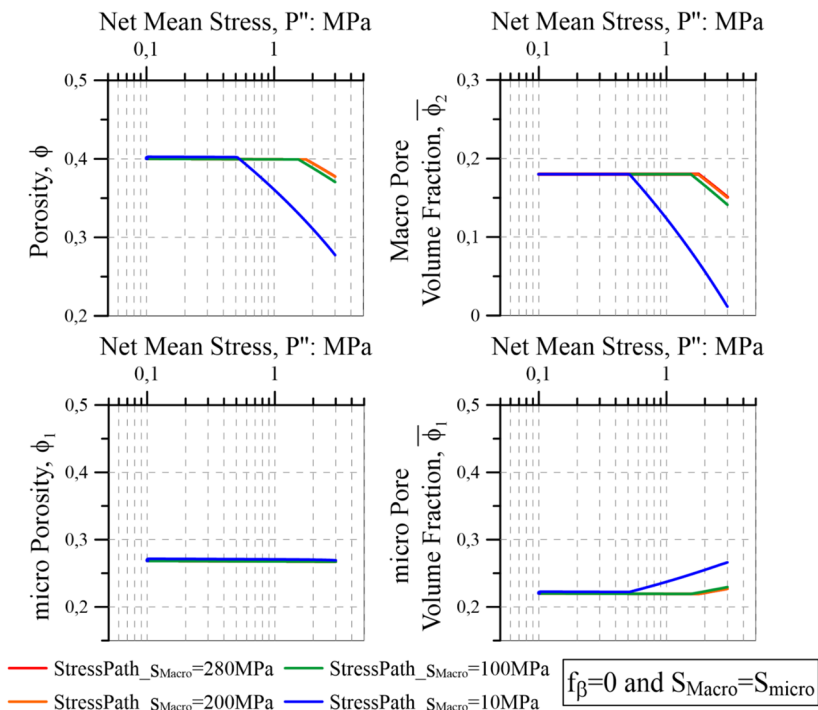 Net Mean Stress, P": MPa
0,1 1
0,5
0,4
0,3
0,2
Porosity, ϕ
Net Mean Stress, P": MPa
0,1 1
0,3
0,2
0,1
0
Macro Pore
Volume Fraction, ϕ̅₂
Net Mean Stress, P": MPa
0,1 1
0,5
0,4
0,3
0,2
micro Porosity, ϕ₁
Net Mean Stress, P": MPa
0,1 1
0,5
0,4
0,3
0,2
micro Pore
Volume Fraction, ϕ̅₁
StressPath_sMacro=280MPa
StressPath_sMacro=100MPa
StressPath_sMacro=200MPa
StressPath_sMacro=10MPa
fβ=0 and SMacro=Smicro